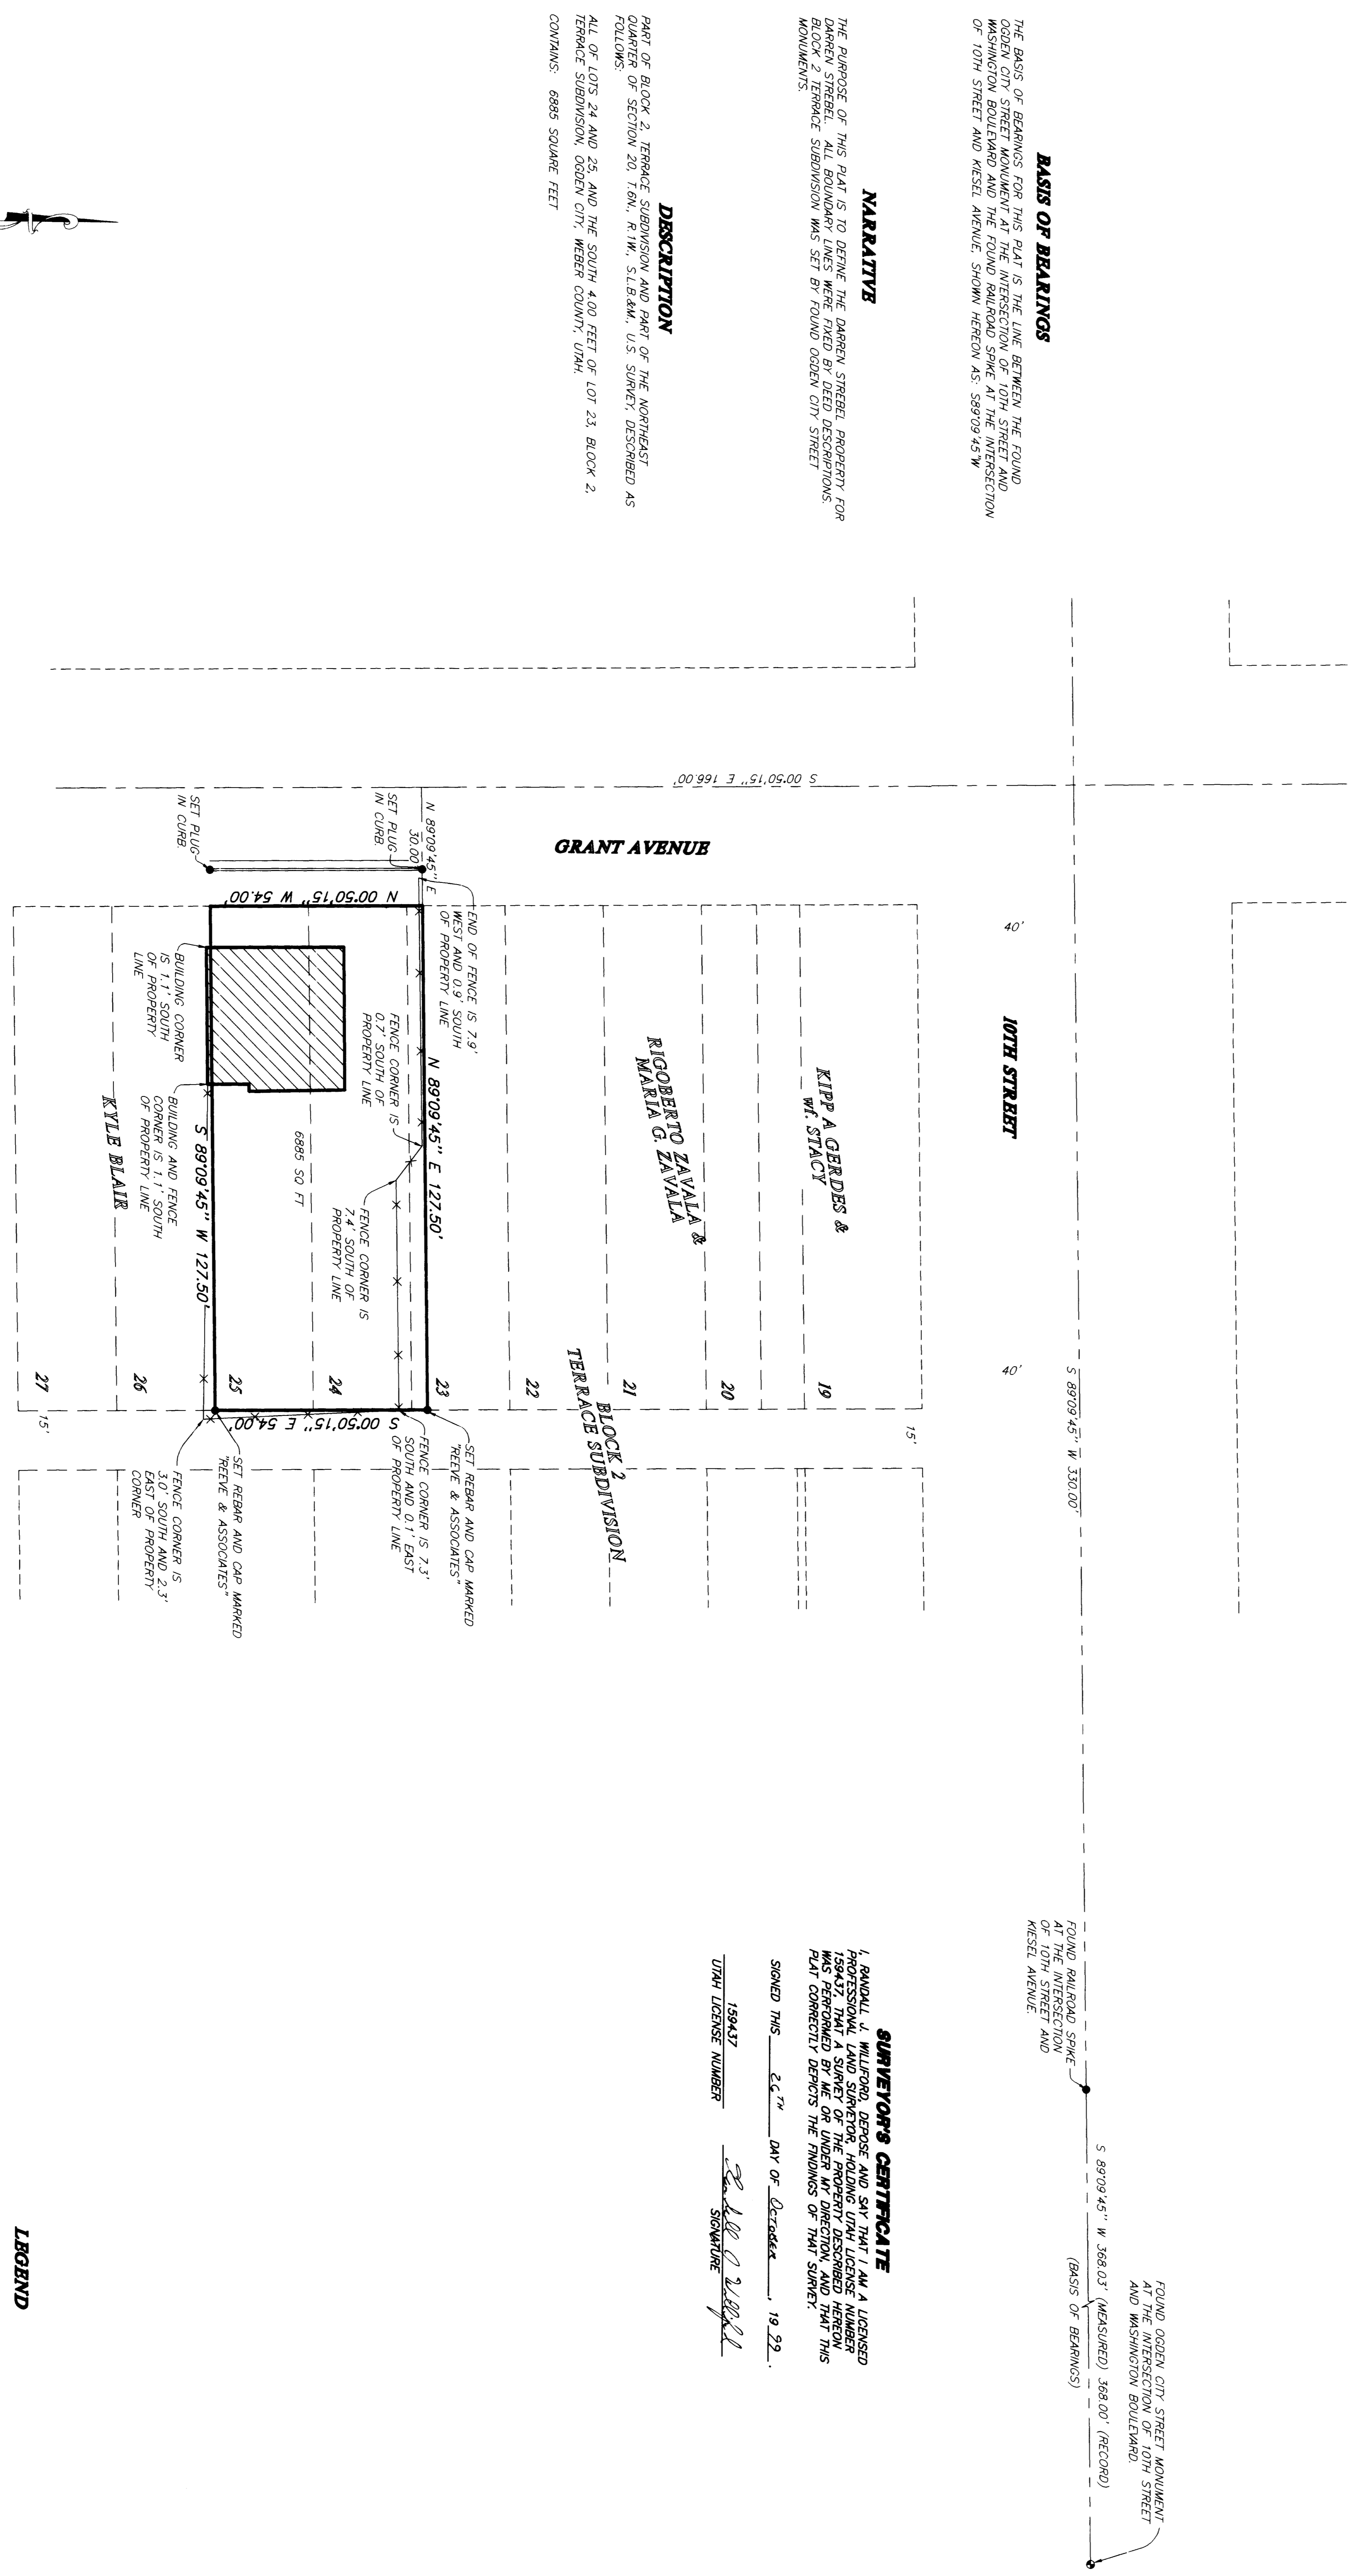 BASIS OF BEARINGS
THE BASIS OF BEARINGS FOR THIS PLAT IS THE LINE BETWEEN THE FOUND
OGDEN CITY STREET MONUMENT AT THE INTERSECTION OF 10TH STREET AND
WASHINGTON BOULEVARD AND THE FOUND RAILROAD SPIKE AT THE INTERSECTION
OF 10TH STREET AND KIESEL AVENUE, SHOWN HEREON AS: S89°09'45"W
NARRATIVE
THE PURPOSE OF THIS PLAT IS TO DEFINE THE DARREN STREBEL PROPERTY FOR
DARREN STREBEL. ALL BOUNDARY LINES WERE FIXED BY DEED DESCRIPTIONS.
BLOCK 2 TERRACE SUBDIVISION WAS SET BY FOUND OGDEN CITY STREET
MONUMENTS.
DESCRIPTION
PART OF BLOCK 2, TERRACE SUBDIVISION AND PART OF THE NORTHEAST
QUARTER OF SECTION 20, T.6N., R.1W., S.L.B.&M., U.S. SURVEY, DESCRIBED AS
FOLLOWS:
ALL OF LOTS 24 AND 25, AND THE SOUTH 4.00 FEET OF LOT 23, BLOCK 2,
TERRACE SUBDIVISION, OGDEN CITY, WEBER COUNTY, UTAH.
CONTAINS: 6885 SQUARE FEET
FOUND OGDEN CITY STREET MONUMENT
AT THE INTERSECTION OF 10TH STREET
AND WASHINGTON BOULEVARD.
S 89°09'45" W 368.03' (MEASURED) 368.00' (RECORD)
(BASIS OF BEARINGS)
FOUND RAILROAD SPIKE
AT THE INTERSECTION
OF 10TH STREET AND
KIESEL AVENUE.
S 89°09'45" W 330.00'
40'
10TH STREET
40'
S 00°50'15" E 166.00'
GRANT AVENUE
KIPP A GERDES &
wf. STACY
RIGOBERTO ZAVALA &
MARIA G. ZAVALA
BLOCK 2
TERRACE SUBDIVISION
15'
19
20
21
22
23
24
25
26
27
15'
N 89°09'45" E
30.00
SET PLUG
IN CURB.
SET PLUG
IN CURB.
END OF FENCE IS 7.9'
WEST AND 0.9' SOUTH
OF PROPERTY LINE
N 89°09'45" E 127.50'
FENCE CORNER IS
0.7' SOUTH OF
PROPERTY LINE
FENCE CORNER IS
7.4' SOUTH OF
PROPERTY LINE
6885 SQ FT
N 00°50'15" W 54.00'
S 00°50'15" E 54.00'
S 89°09'45" W 127.50'
BUILDING CORNER
IS 1.1' SOUTH
OF PROPERTY
LINE
BUILDING AND FENCE
CORNER IS 1.1' SOUTH
OF PROPERTY LINE
KYLE BLAIR
SET REBAR AND CAP MARKED
"REEVE & ASSOCIATES"
FENCE CORNER IS 7.3'
SOUTH AND 0.1' EAST
OF PROPERTY LINE
SET REBAR AND CAP MARKED
"REEVE & ASSOCIATES"
FENCE CORNER IS
3.0' SOUTH AND 2.3'
EAST OF PROPERTY
CORNER
SURVEYOR'S CERTIFICATE
I, RANDALL J. WILLIFORD, DEPOSE AND SAY THAT I AM A LICENSED
PROFESSIONAL LAND SURVEYOR, HOLDING UTAH LICENSE NUMBER
159437, THAT A SURVEY OF THE PROPERTY DESCRIBED HEREON
WAS PERFORMED BY ME OR UNDER MY DIRECTION, AND THAT THIS
PLAT CORRECTLY DEPICTS THE FINDINGS OF THAT SURVEY.
SIGNED THIS 26TH DAY OF OCTOBER, 1999.
159437
UTAH LICENSE NUMBER SIGNATURE
LEGEND